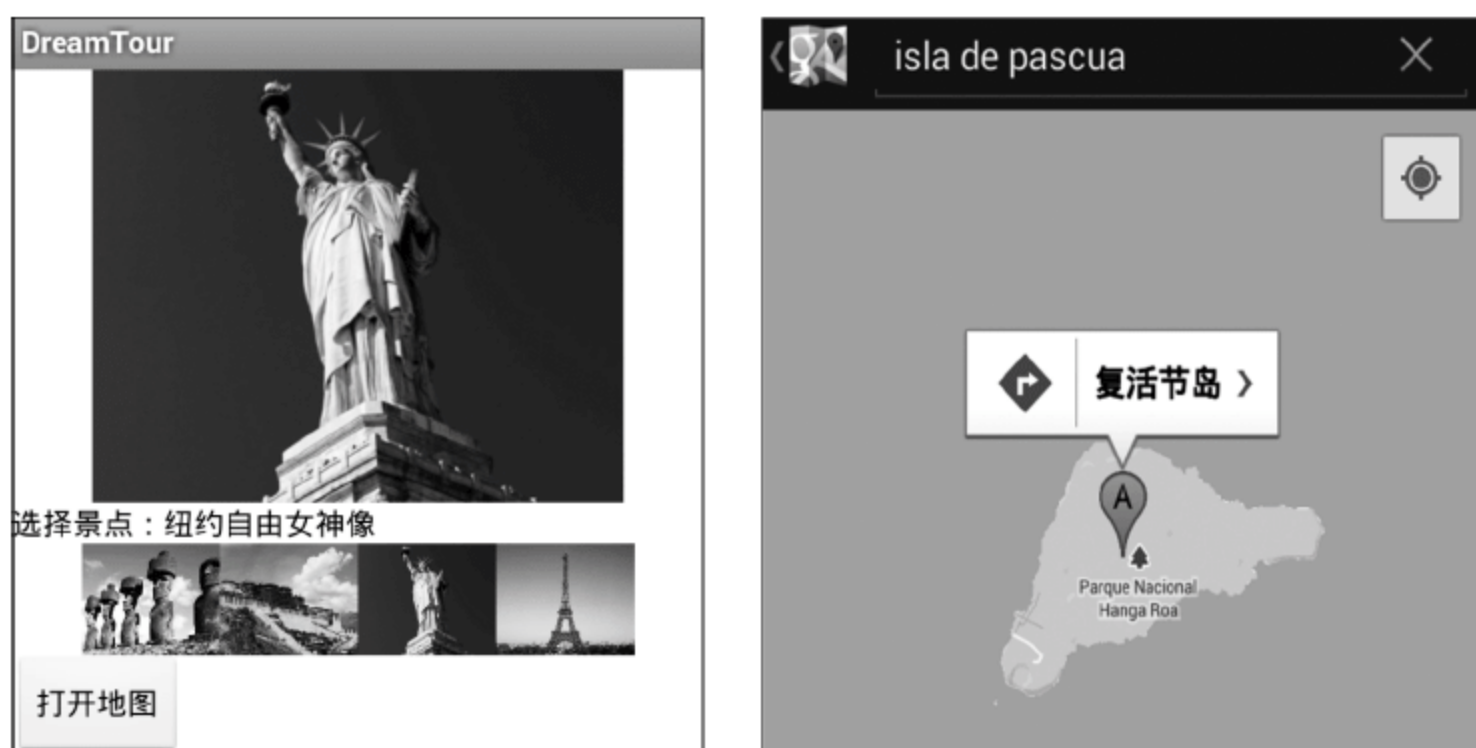 DreamTour
选择景点：纽约自由女神像
打开地图
isla de pascua
复活节岛
A
Parque Nacional
Hanga Roa